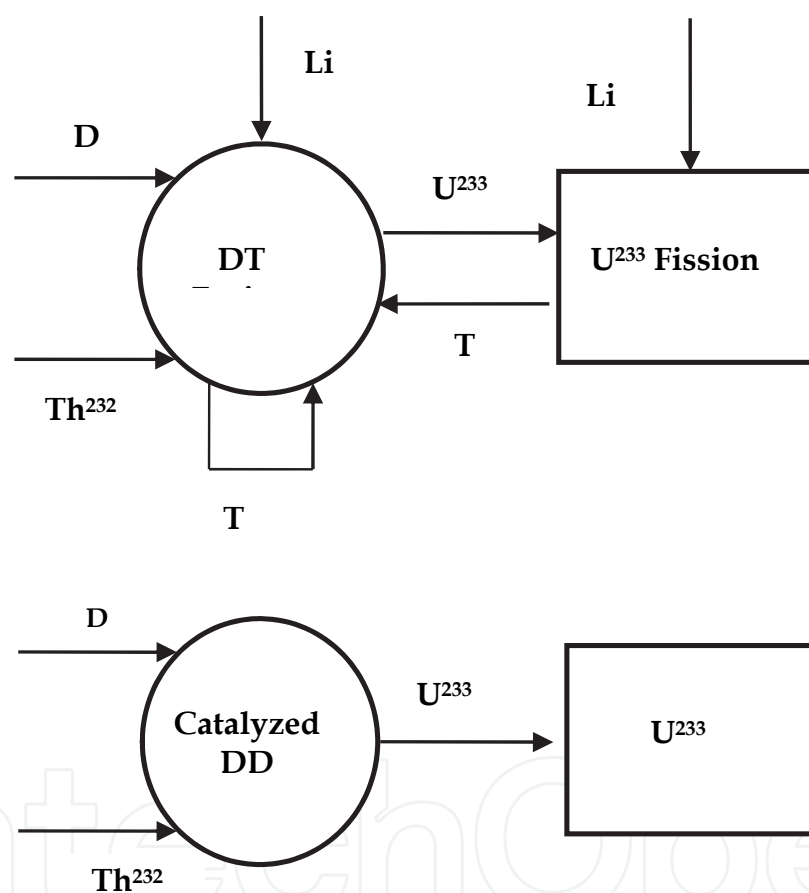 Li
Li
D
U²³³
DT
U²³³ Fission
T
Th²³²
T
D
U²³³
Catalyzed
DD
U²³³
Th²³²